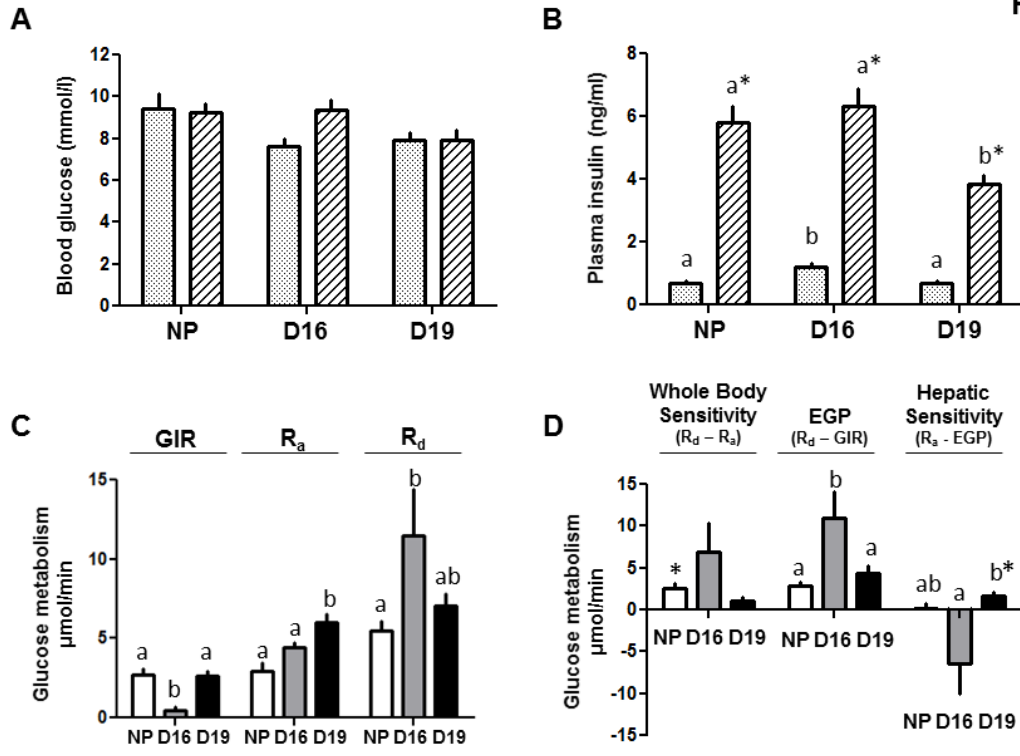 A
Blood glucose (mmol/l)
12
10
8
6
4
2
0
NP D16 D19
B
Plasma insulin (ng/ml)
8
6
4
2
0
a a* b a* a b*
NP D16 D19
C
GIR Ra Rd
Glucose metabolism
µmol/min
15
10
5
0
a b a a a b a b ab
NP D16 D19 NP D16 D19 NP D16 D19
D
Whole Body
Sensitivity
(Rd – Ra)
EGP
(Rd – GIR)
Hepatic
Sensitivity
(Ra - EGP)
Glucose metabolism
µmol/min
15
10
5
0
-5
-10
-15
* a b a ab a b*
NP D16 D19 NP D16 D19
NP D16 D19